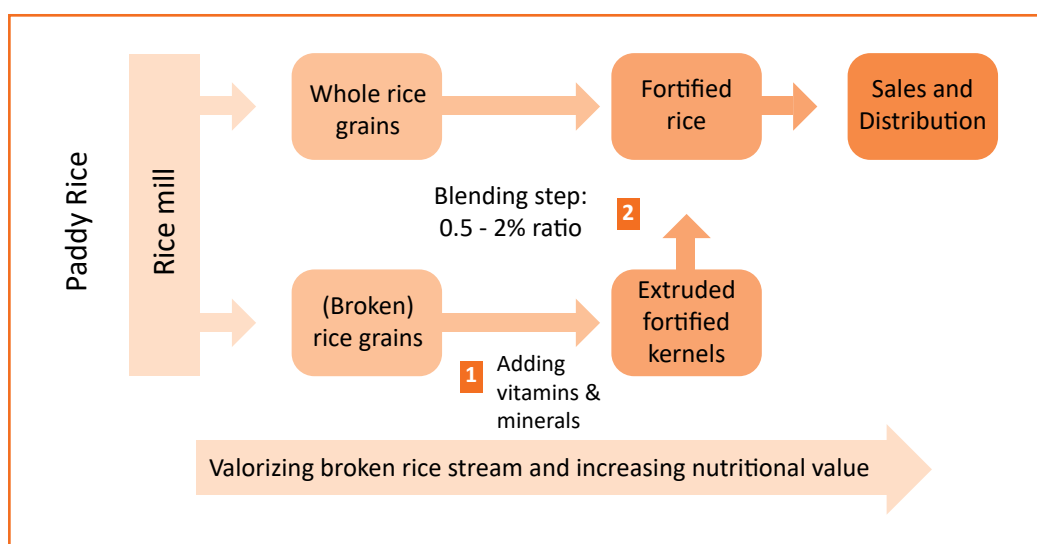 Paddy Rice
Rice mill
Whole rice
grains
Fortified
rice
Sales and
Distribution
Blending step:
0.5 - 2% ratio
2
(Broken)
rice grains
Extruded
fortified
kernels
1
Adding
vitamins &
minerals
Valorizing broken rice stream and increasing nutritional value